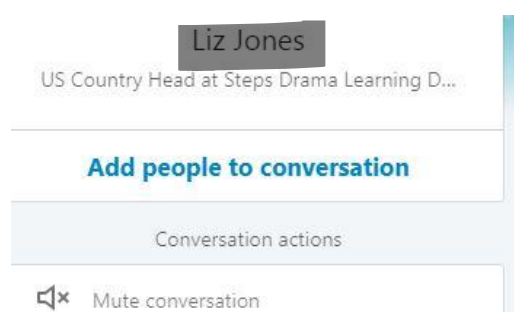 Liz Jones
US Country Head at Steps Drama Learning D...
Add people to conversation
Conversation actions
Mute conversation